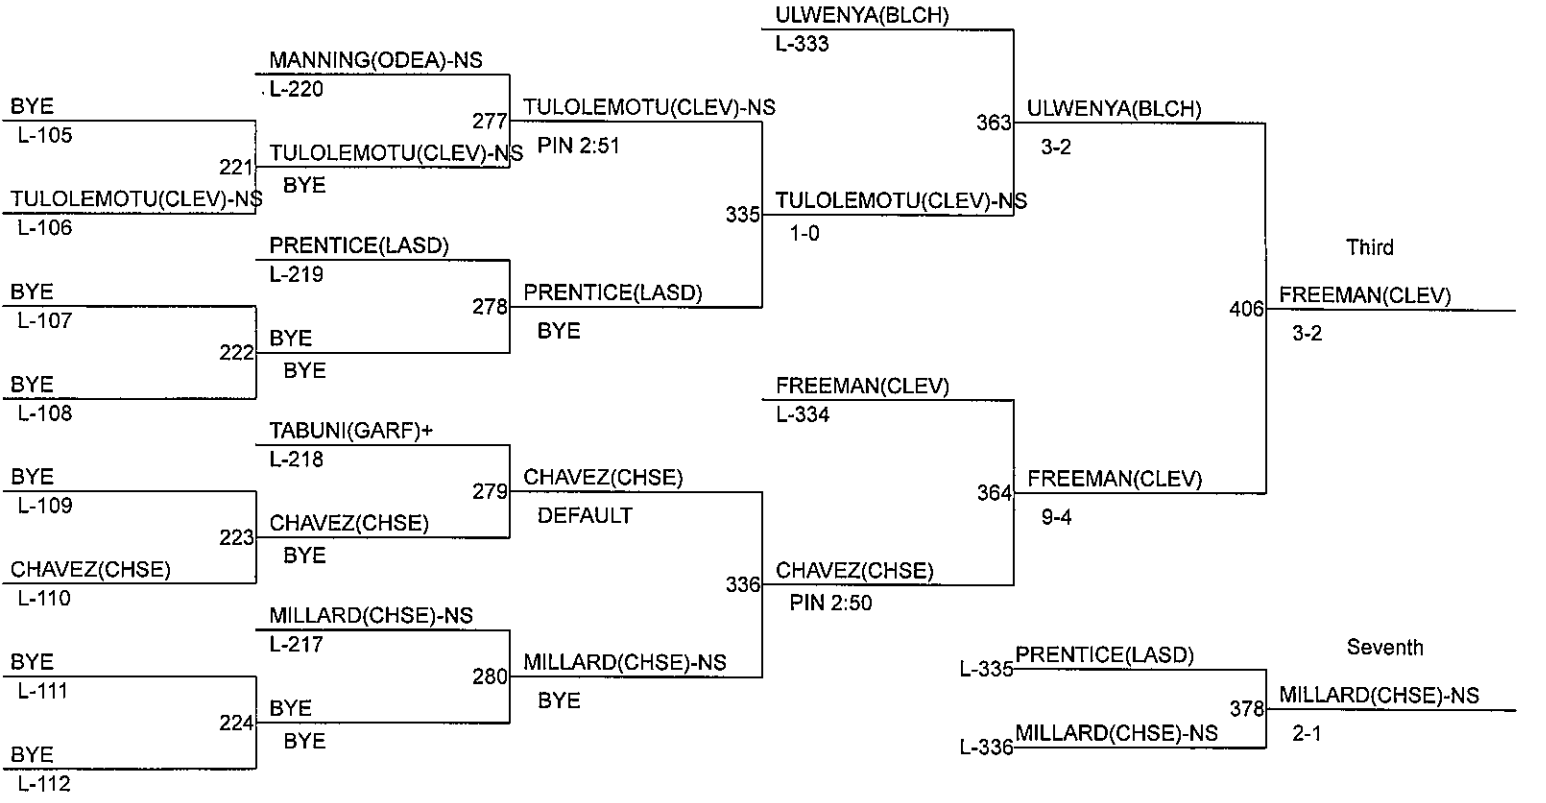 ULWENYA(BLCH)
L-333
MANNING(ODEA)-NS
L-220
BYE
L-105
277
TULOLEMOTU(CLEV)-NS
PIN 2:51
363
ULWENYA(BLCH)
3-2
221
TULOLEMOTU(CLEV)-NS
BYE
TULOLEMOTU(CLEV)-NS
L-106
335
TULOLEMOTU(CLEV)-NS
1-0
PRENTICE(LASD)
L-219
Third
BYE
L-107
278
PRENTICE(LASD)
BYE
406
FREEMAN(CLEV)
3-2
222
BYE
BYE
BYE
L-108
FREEMAN(CLEV)
L-334
TABUNI(GARF)+
L-218
BYE
L-109
279
CHAVEZ(CHSE)
DEFAULT
364
FREEMAN(CLEV)
9-4
223
CHAVEZ(CHSE)
BYE
CHAVEZ(CHSE)
L-110
336
CHAVEZ(CHSE)
PIN 2:50
MILLARD(CHSE)-NS
L-217
BYE
L-111
280
MILLARD(CHSE)-NS
BYE
L-335
PRENTICE(LASD)
Seventh
224
BYE
BYE
378
MILLARD(CHSE)-NS
2-1
L-336
MILLARD(CHSE)-NS
BYE
L-112